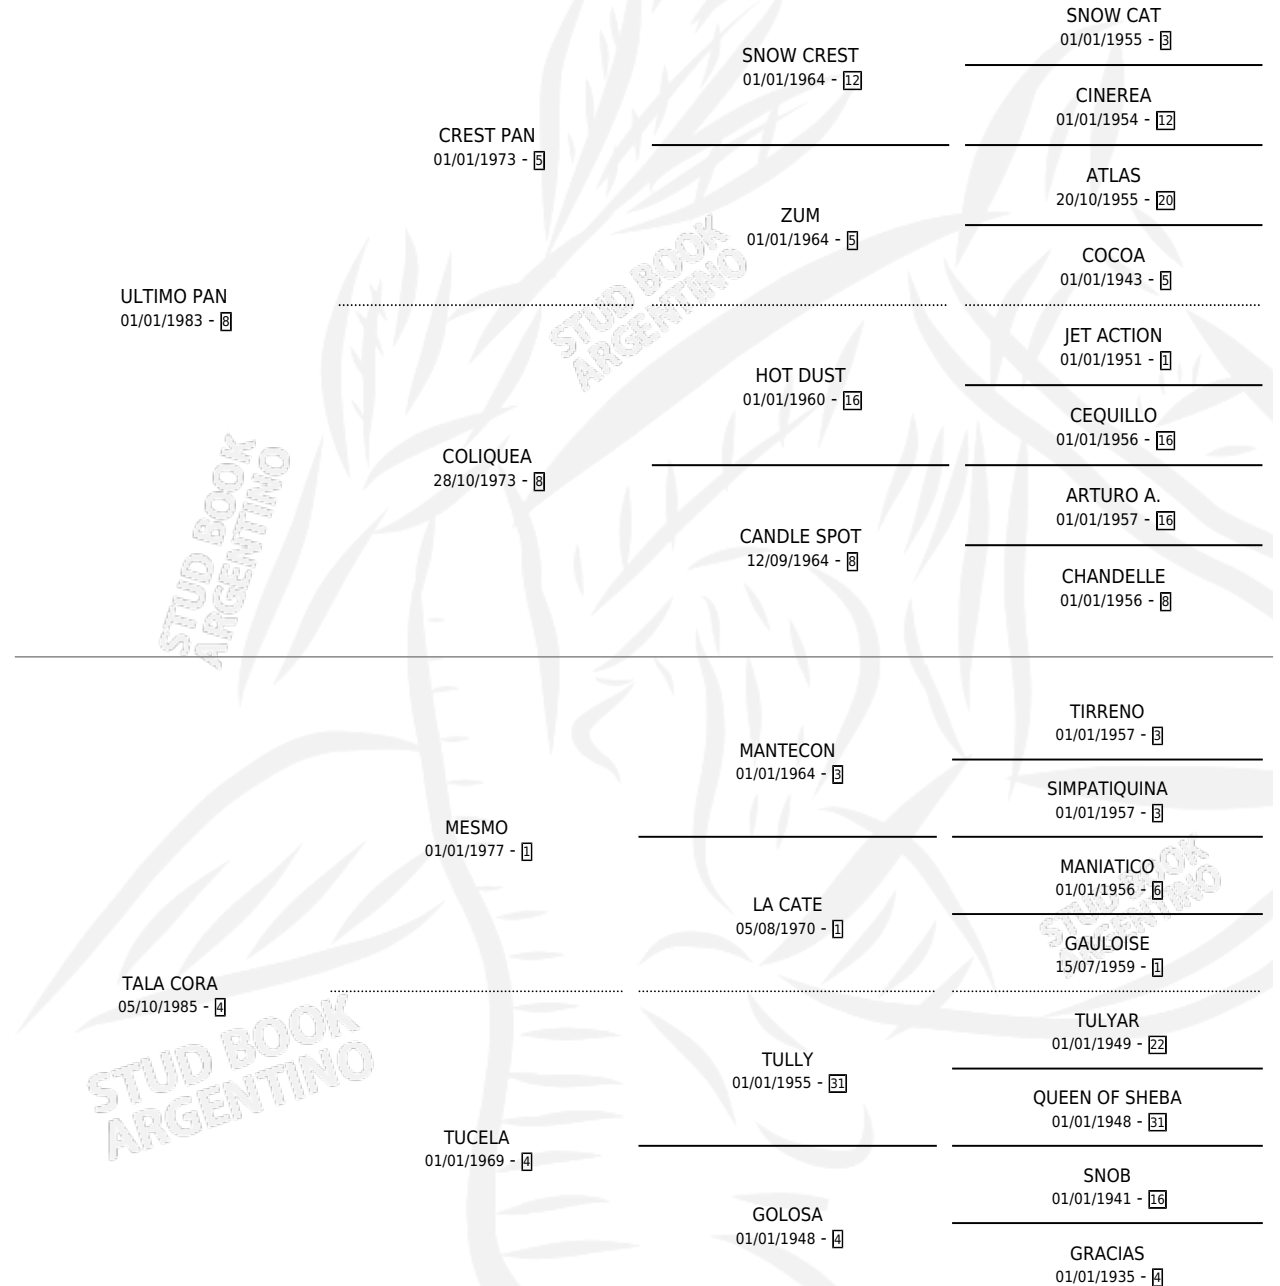 SNOW CAT
01/01/1955 - 3
SNOW CREST
01/01/1964 - 12
CINEREA
01/01/1954 - 12
CREST PAN
01/01/1973 - 5
ATLAS
20/10/1955 - 20
ZUM
01/01/1964 - 5
COCOA
01/01/1943 - 5
ULTIMO PAN
01/01/1983 - 8
JET ACTION
01/01/1951 - 1
HOT DUST
01/01/1960 - 16
CEQUILLO
01/01/1956 - 16
COLIQUEA
28/10/1973 - 8
ARTURO A.
01/01/1957 - 16
CANDLE SPOT
12/09/1964 - 8
CHANDELLE
01/01/1956 - 8
TIRRENO
01/01/1957 - 3
MANTECON
01/01/1964 - 3
SIMPATIQUINA
01/01/1957 - 3
MESMO
01/01/1977 - 1
MANIATICO
01/01/1956 - 6
LA CATE
05/08/1970 - 1
GAULOISE
15/07/1959 - 1
TALA CORA
05/10/1985 - 4
TULYAR
01/01/1949 - 22
TULLY
01/01/1955 - 31
QUEEN OF SHEBA
01/01/1948 - 31
TUCELA
01/01/1969 - 4
SNOB
01/01/1941 - 16
GOLOSA
01/01/1948 - 4
GRACIAS
01/01/1935 - 4
STUD BOOK
ARGENTINO
STUD BOOK
ARGENTINO
STUD BOOK
ARGENTINO
STUD BOOK
ARGENTINO